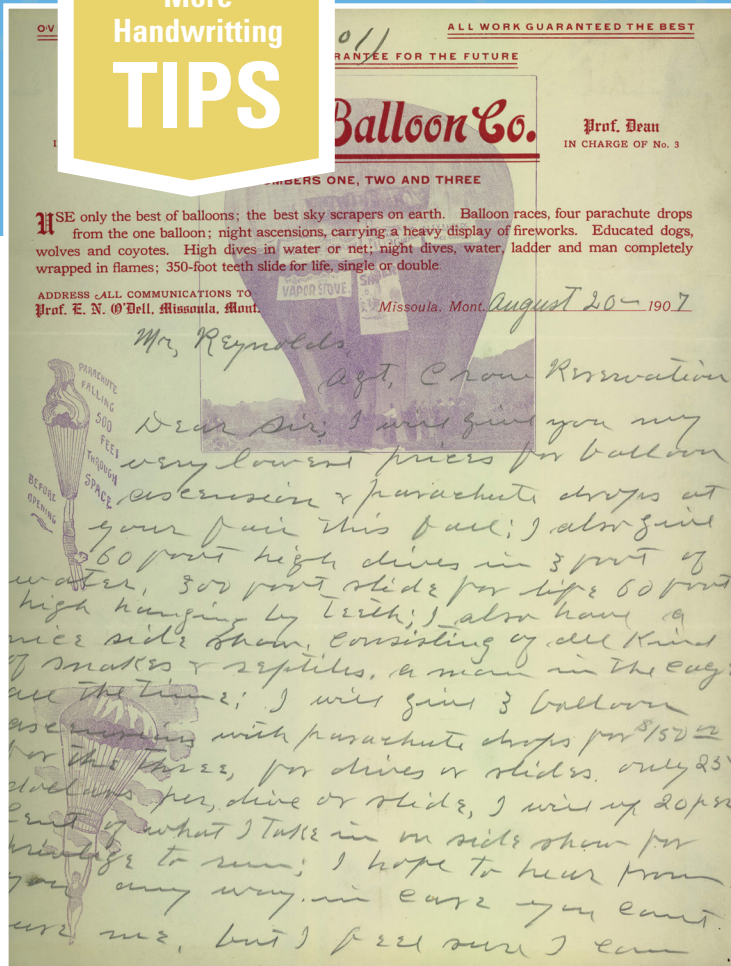 More
Handwritting
TIPS
O'V
ALL WORK GUARANTEED THE BEST
011
RANTEE FOR THE FUTURE
Balloon Co.
Prof. Dean
IN CHARGE OF No. 3
MBERS ONE, TWO AND THREE
USE only the best of balloons; the best sky scrapers on earth. Balloon races, four parachute drops
from the one balloon; night ascensions, carrying a heavy display of fireworks. Educated dogs,
wolves and coyotes. High dives in water or net; night dives, water, ladder and man completely
wrapped in flames; 350-foot teeth slide for life, single or double.
VAPOR STOVE.
ADDRESS ALL COMMUNICATIONS TO
Prof. E. N. O'Dell, Missoula, Mont.
Missoula, Mont. August 20 — 1907
Mr, Reynolds,
Agt, Crow Reservation
PARACHUTE
FALLING
500
FEET
THROUGH
SPACE
BEFORE
OPENING
Dear Sir; I will give you my
very lowest prices for balloon
ascension & parachute drops at
your fair this fall; I also give
60 foot high dives in 3 foot of
water, 300 foot slide for life 60 foot
high hanging by teeth; I also have a
nice side show, consisting of all kind
of snakes & reptiles, a man in the cage
all the time; I will give 3 balloon
ascensions with parachute drops for $150 00
for the three, for dives or slides. only 25
dollars per, dive or slide, I will up 20 per
cent of what I take in on side show for
privilege to run; I hope to hear from
you any way. in case you cant
use me, but I feel sure I can